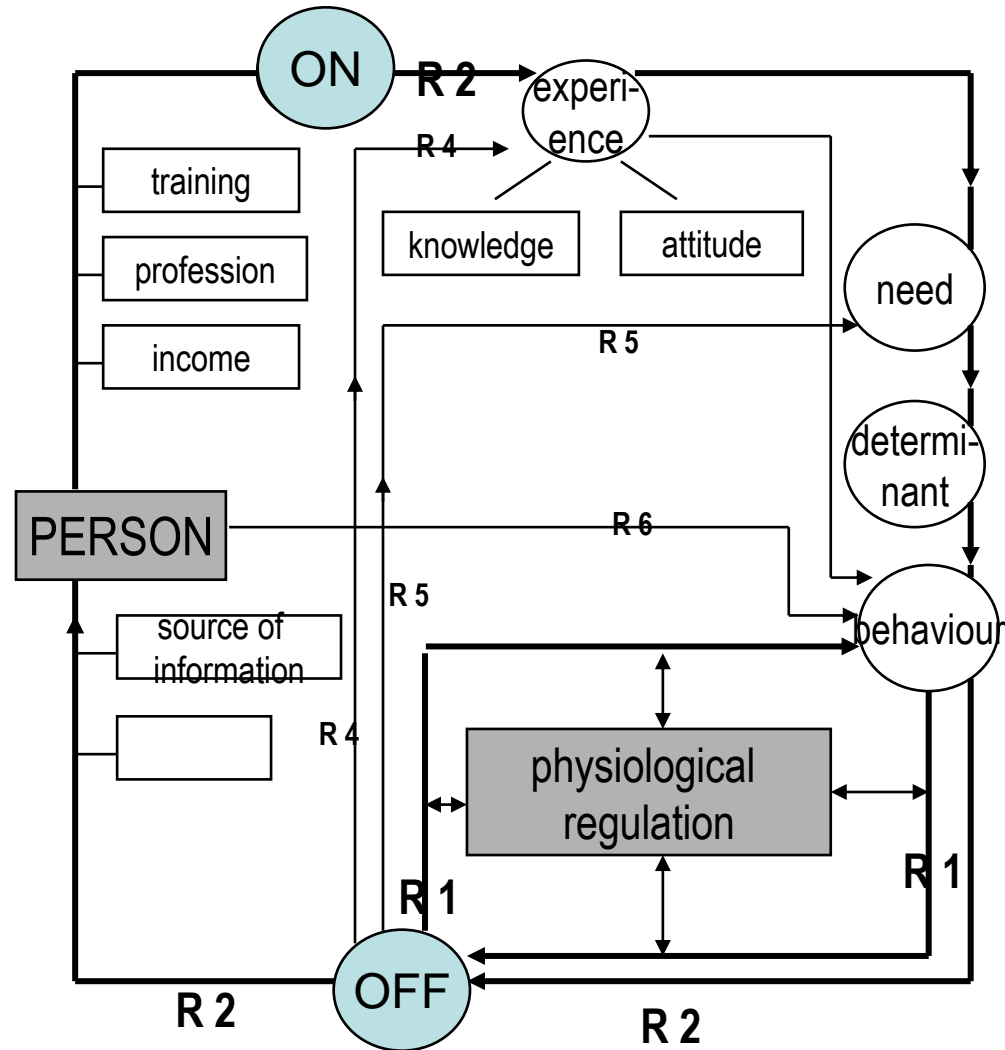 ON
R 2
experi-
ence
R 4
training
knowledge
attitude
profession
need
R 5
income
determi-
nant
PERSON
R 6
R 5
behaviour
source of
information
R 4
physiological
regulation
R 1
R 1
OFF
R 2
R 2